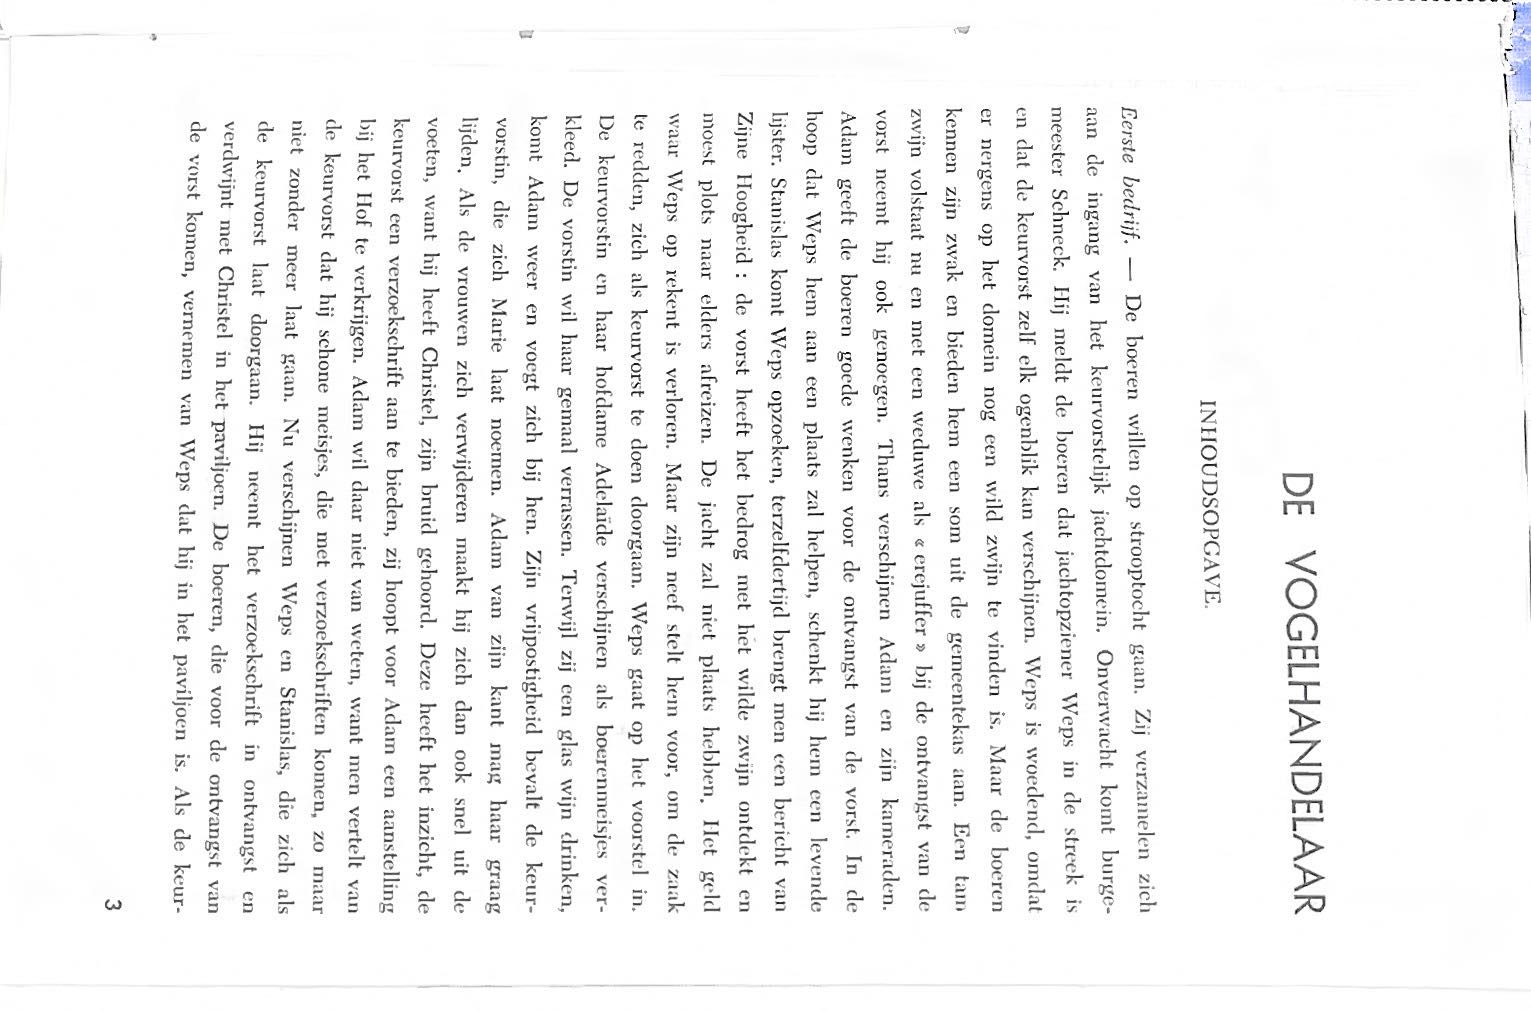 DE VOGELHANDELAAR
INHOUDSOPGAVE.
Eerste bedrijf. — De boeren willen op strooptocht gaan. Zij verzamelen zich
aan de ingang van het keurvorstelijk jachtdomein. Onverwacht komt burge-
meester Schneck. Hij meldt de boeren dat jachtopziener Weps in de streek is
en dat de keurvorst zelf elk ogenblik kan verschijnen. Weps is woedend, omdat
er nergens op het domein nog een wild zwijn te vinden is. Maar de boeren
kennen zijn zwak en bieden hem een som uit de gemeentekas aan. Een tam
zwijn volstaat nu en met een weduwe als « erejuffer » bij de ontvangst van de
vorst neemt hij ook genoegen. Thans verschijnen Adam en zijn kameraden.
Adam geeft de boeren goede wenken voor de ontvangst van de vorst. In de
hoop dat Weps hem aan een plaats zal helpen, schenkt hij hem een levende
lijster. Stanislas komt Weps opzoeken, terzelfdertijd brengt men een bericht van
Zijne Hoogheid : de vorst heeft het bedrog met het wilde zwijn ontdekt en
moest plots naar elders afreizen. De jacht zal niet plaats hebben. Het geld
waar Weps op rekent is verloren. Maar zijn neef stelt hem voor, om de zaak
te redden, zich als keurvorst te doen doorgaan. Weps gaat op het voorstel in.
De keurvorstin en haar hofdame Adelaïde verschijnen als boerenmeisjes ver-
kleed. De vorstin wil haar gemaal verrassen. Terwijl zij een glas wijn drinken,
komt Adam weer en voegt zich bij hen. Zijn vrijpostigheid bevalt de keur-
vorstin, die zich Marie laat noemen. Adam van zijn kant mag haar graag
lijden. Als de vrouwen zich verwijderen maakt hij zich dan ook snel uit de
voeten, want hij heeft Christel, zijn bruid gehoord. Deze heeft het inzicht, de
keurvorst een verzoekschrift aan te bieden, zij hoopt voor Adam een aanstelling
bij het Hof te verkrijgen. Adam wil daar niet van weten, want men vertelt van
de keurvorst dat hij schone meisjes, die met verzoekschriften komen, zo maar
niet zonder meer laat gaan. Nu verschijnen Weps en Stanislas, die zich als
de keurvorst laat doorgaan. Hij neemt het verzoekschrift in ontvangst en
verdwijnt met Christel in het paviljoen. De boeren, die voor de ontvangst van
de vorst komen, vernemen van Weps dat hij in het paviljoen is. Als de keur-
3